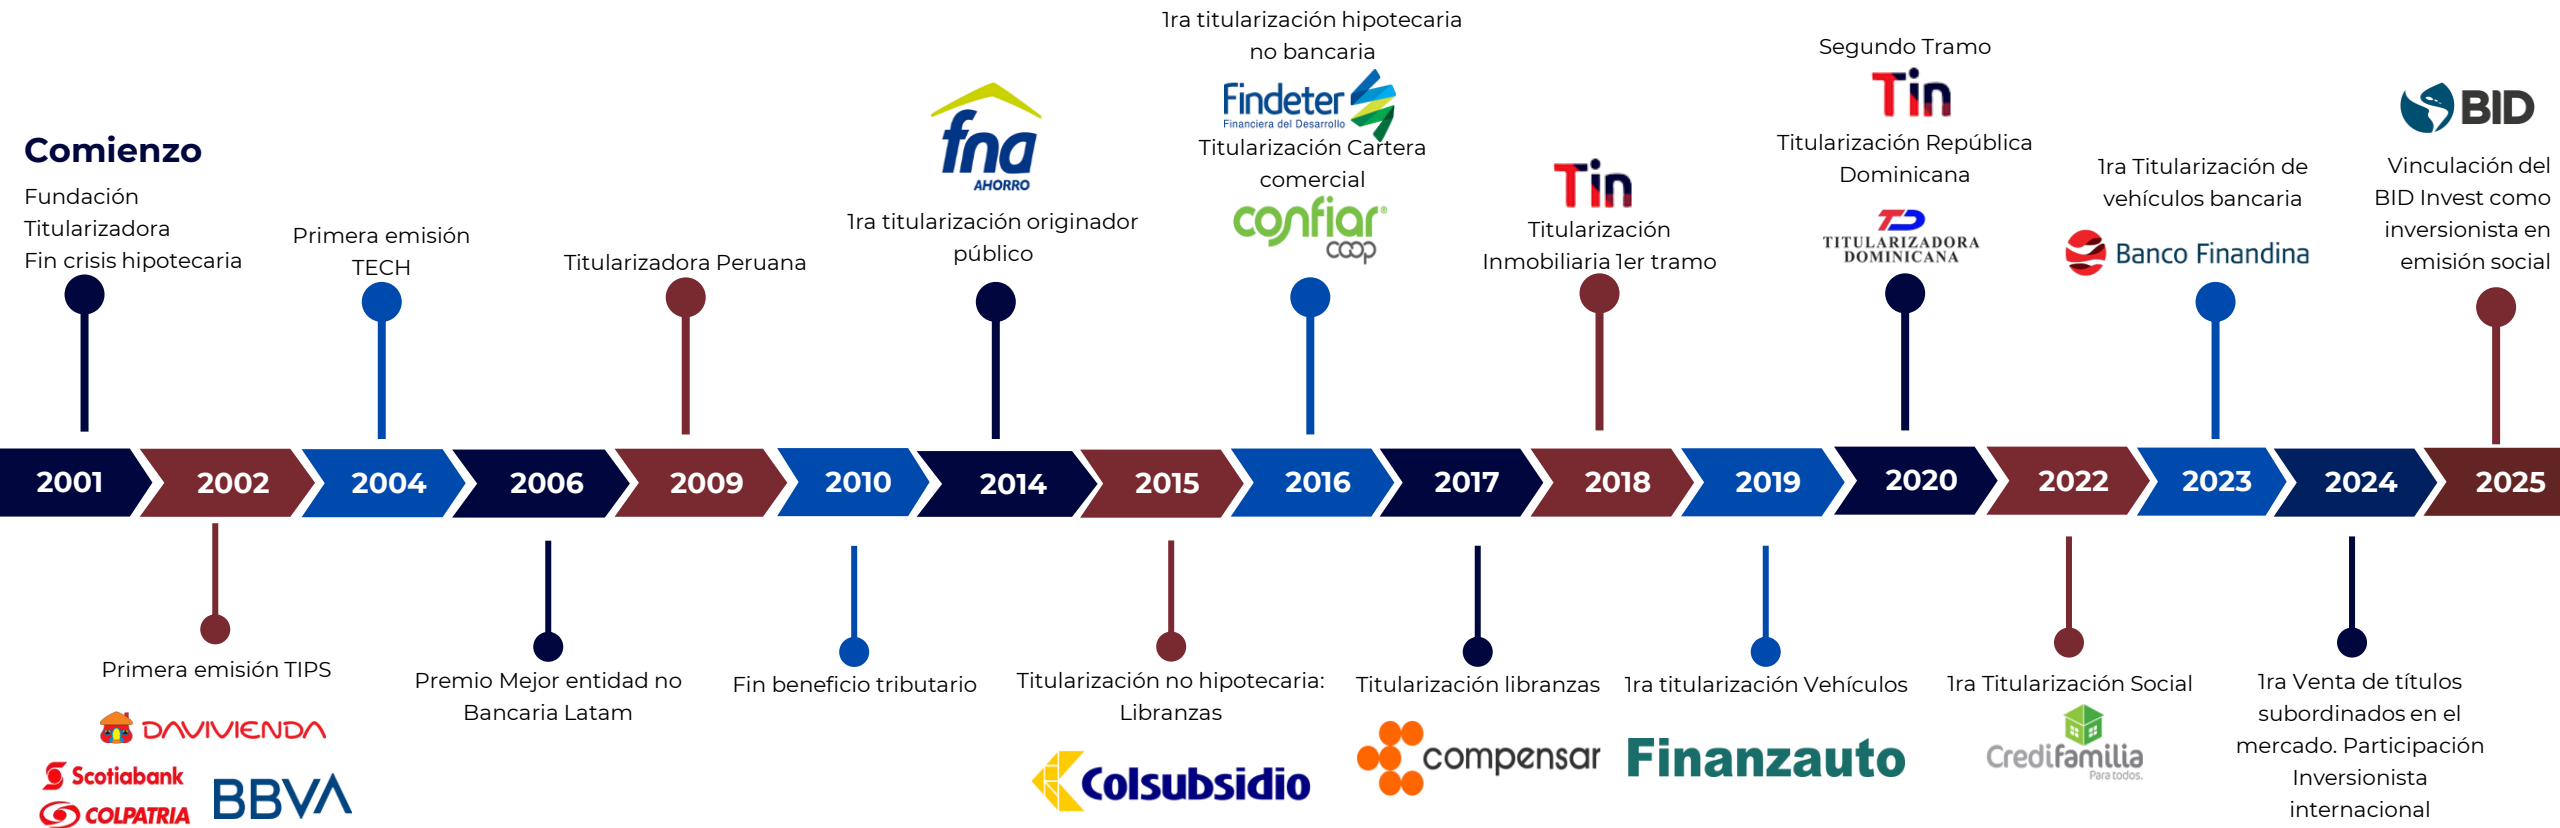 Comienzo
Fundación
Titularizadora
Fin crisis hipotecaria
Primera emisión
TECH
Titularizadora Peruana
fna
AHORRO
1ra titularización originador
público
1ra titularización hipotecaria
no bancaria
Findeter
Financiera del Desarrollo
Titularización Cartera
comercial
confiar®
coop
Tin
Titularización
Inmobiliaria 1er tramo
Segundo Tramo
Tin
Titularización República
Dominicana
TD
TITULARIZADORA
DOMINICANA
1ra Titularización de
vehículos bancaria
Banco Finandina
BID
Vinculación del
BID Invest como
inversionista en
emisión social
2001 2002 2004 2006 2009 2010 2014 2015 2016 2017 2018 2019 2020 2022 2023 2024 2025
Primera emisión TIPS
DAVIVIENDA
Scotiabank
COLPATRIA
BBVA
Premio Mejor entidad no
Bancaria Latam
Fin beneficio tributario
Titularización no hipotecaria:
Libranzas
Colsubsidio
Titularización libranzas
compensar
1ra titularización Vehículos
Finanzauto
1ra Titularización Social
Credifamilia
Para todos.
1ra Venta de títulos
subordinados en el
mercado. Participación
Inversionista
internacional